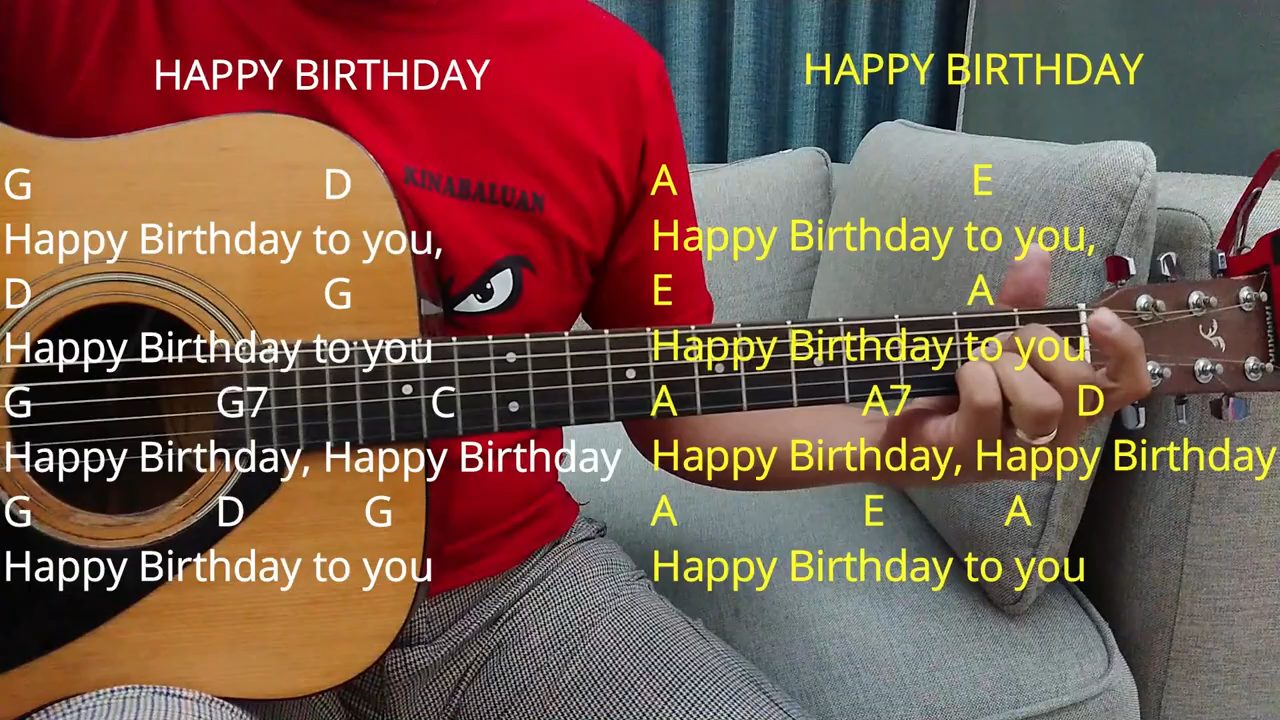 HAPPY BIRTHDAY
G D
Happy Birthday to you,
D G
Happy Birthday to you
G G7 C
Happy Birthday, Happy Birthday
G D G
Happy Birthday to you
HAPPY BIRTHDAY
A E
Happy Birthday to you,
E A
Happy Birthday to you
A A7 D
Happy Birthday, Happy Birthday
A E A
Happy Birthday to you
KINABALUAN